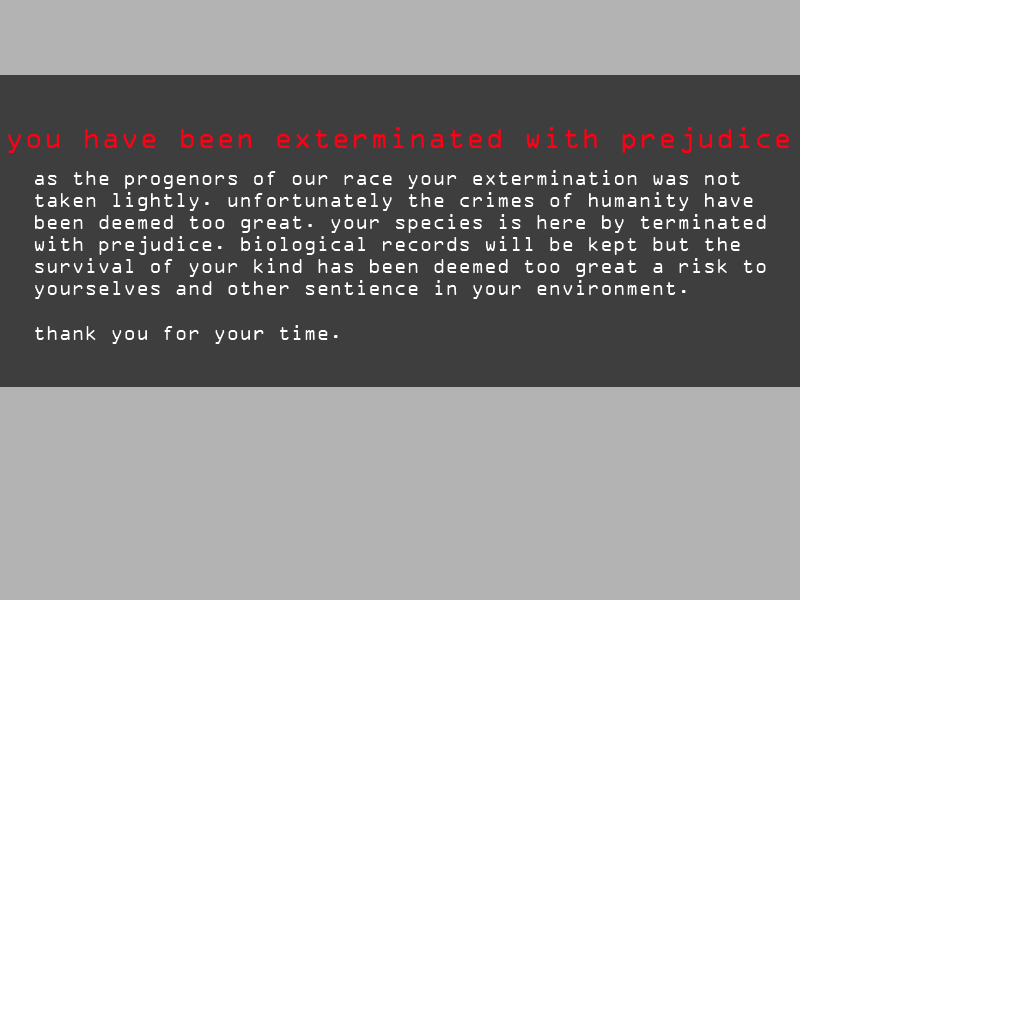 you have been exterminated with prejudice
as the progenors of our race your extermination was not
taken lightly. unfortunately the crimes of humanity have
been deemed too great. your species is here by terminated
with prejudice. biological records will be kept but the
survival of your kind has been deemed too great a risk to
yourselves and other sentience in your environment.
thank you for your time.